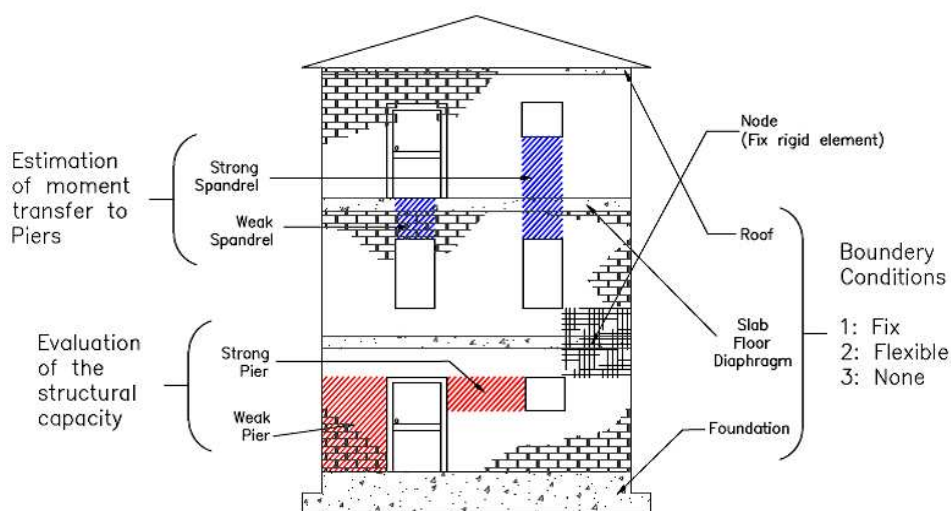 Estimation
of moment
transfer to
Piers
Strong
Spandrel
Weak
Spandrel
Evaluation
of the
structural
capacity
Strong
Pier
Weak
Pier
Node
(Fix rigid element)
Roof
Slab
Floor
Diaphragm
Foundation
Boundery
Conditions
1: Fix
2: Flexible
3: None